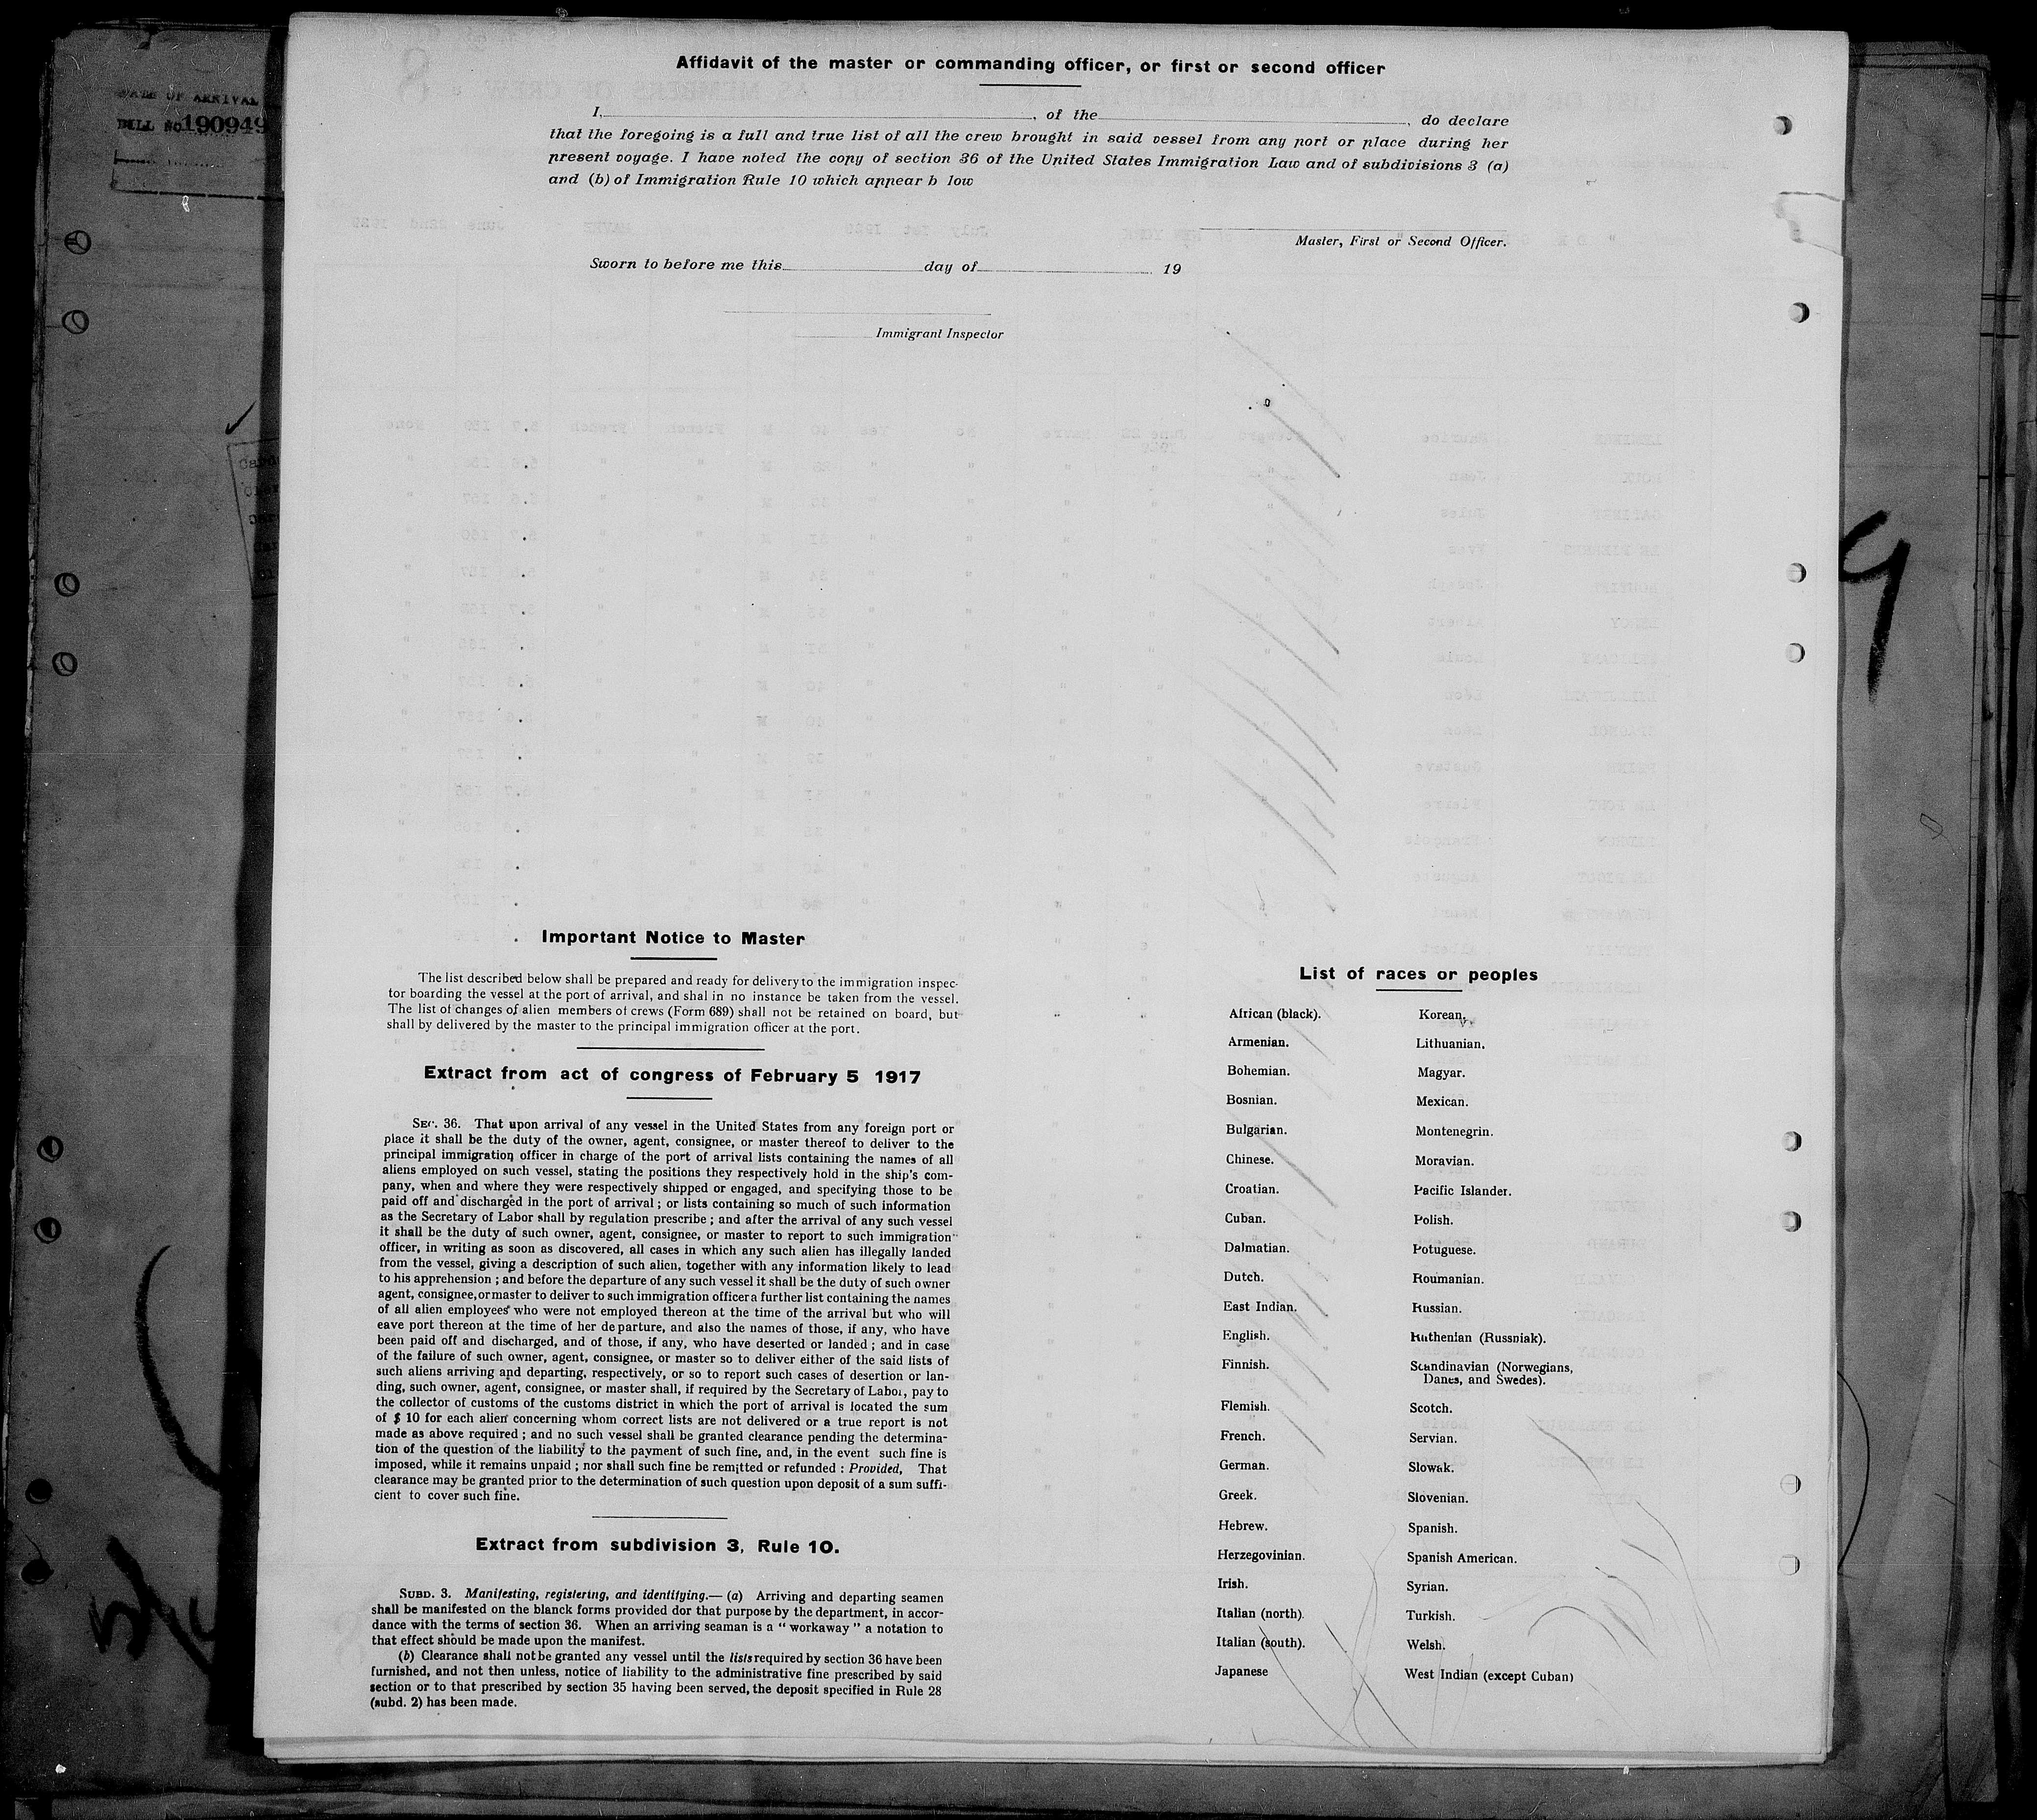 Affidavit of the master or commanding officer, or first or second officer
I, , of the , do declare
that the foregoing is a full and true list of all the crew brought in said vessel from any port or place during her
present voyage. I have noted the copy of section 36 of the United States Immigration Law and of subdivisions 3 (a)
and (b) of Immigration Rule 10 which appear b low
Master, First or Second Officer.
Sworn to before me this day of 19
Immigrant Inspector
OF ARRIVAL
190949
Important Notice to Master
The list described below shall be prepared and ready for delivery to the immigration inspec-
tor boarding the vessel at the port of arrival, and shal in no instance be taken from the vessel.
The list of changes of alien members of crews (Form 689) shall not be retained on board, but
shall by delivered by the master to the principal immigration officer at the port.
Extract from act of congress of February 5 1917
SEC. 36. That upon arrival of any vessel in the United States from any foreign port or
place it shall be the duty of the owner, agent, consignee, or master thereof to deliver to the
principal immigration officer in charge of the port of arrival lists containing the names of all
aliens employed on such vessel, stating the positions they respectively hold in the ship's com-
pany, when and where they were respectively shipped or engaged, and specifying those to be
paid off and discharged in the port of arrival ; or lists containing so much of such information
as the Secretary of Labor shall by regulation prescribe ; and after the arrival of any such vessel
it shall be the duty of such owner, agent, consignee, or master to report to such immigration
officer, in writing as soon as discovered, all cases in which any such alien has illegally landed
from the vessel, giving a description of such alien, together with any information likely to lead
to his apprehension ; and before the departure of any such vessel it shall be the duty of such owner
agent, consignee, or master to deliver to such immigration officer a further list containing the names
of all alien employees who were not employed thereon at the time of the arrival but who will
eave port thereon at the time of her departure, and also the names of those, if any, who have
been paid off and discharged, and of those, if any, who have deserted or landed ; and in case
of the failure of such owner, agent, consignee, or master so to deliver either of the said lists of
such aliens arriving and departing, respectively, or so to report such cases of desertion or lan-
ding, such owner, agent, consignee, or master shall, if required by the Secretary of Labor, pay to
the collector of customs of the customs district in which the port of arrival is located the sum
of $ 10 for each alien concerning whom correct lists are not delivered or a true report is not
made as above required ; and no such vessel shall be granted clearance pending the determina-
tion of the question of the liability to the payment of such fine, and, in the event such fine is
imposed, while it remains unpaid ; nor shall such fine be remitted or refunded : Provided, That
clearance may be granted prior to the determination of such question upon deposit of a sum suffi-
cient to cover such fine.
Extract from subdivision 3, Rule 10.
SUBD. 3. Manifesting, registering, and identifying.— (a) Arriving and departing seamen
shall be manifested on the blanck forms provided dor that purpose by the department, in accor-
dance with the terms of section 36. When an arriving seaman is a " workaway " a notation to
that effect should be made upon the manifest.
(b) Clearance shall not be granted any vessel until the lists required by section 36 have been
furnished, and not then unless, notice of liability to the administrative fine prescribed by said
section or to that prescribed by section 35 having been served, the deposit specified in Rule 28
(subd. 2) has been made.
List of races or peoples
African (black).
Armenian.
Bohemian.
Bosnian.
Bulgarian.
Chinese.
Croatian.
Cuban.
Dalmatian.
Dutch.
East Indian.
English.
Finnish.
Flemish.
French.
German.
Greek.
Hebrew.
Herzegovinian.
Irish.
Italian (north).
Italian (south).
Japanese
Korean.
Lithuanian.
Magyar.
Mexican.
Montenegrin.
Moravian.
Pacific Islander.
Polish.
Potuguese.
Roumanian.
Russian.
Ruthenian (Russniak).
Scandinavian (Norwegians,
Danes, and Swedes).
Scotch.
Servian.
Slowak.
Slovenian.
Spanish.
Spanish American.
Syrian.
Turkish.
Welsh.
West Indian (except Cuban)